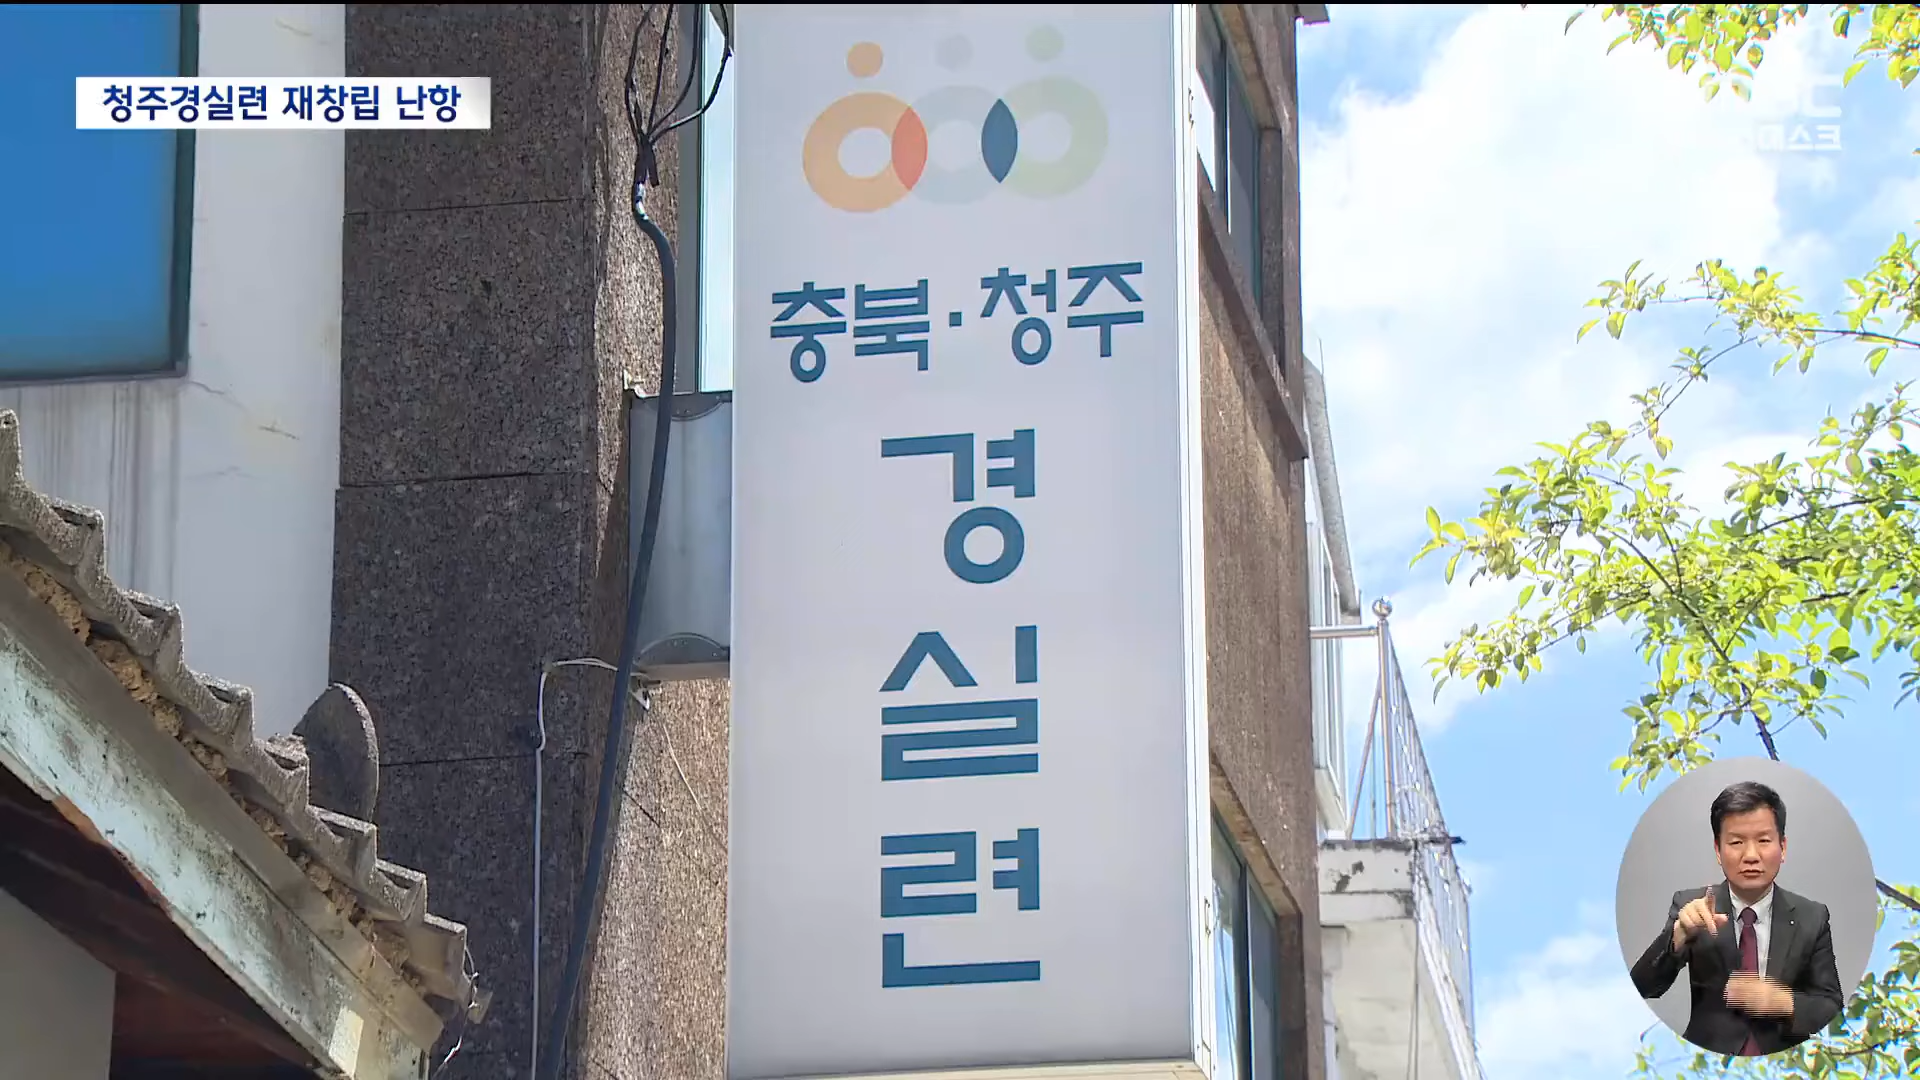 청주경실련 재창립 난항
충북·청주
경
실
련